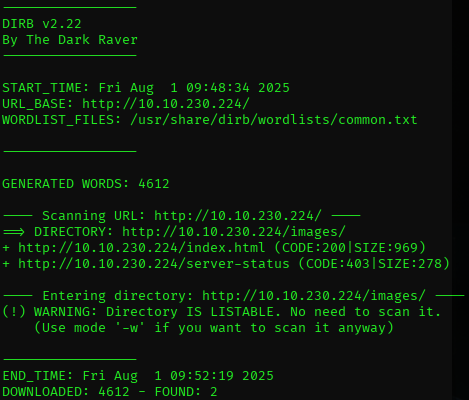 -----------------
DIRB v2.22
By The Dark Raver
-----------------
START_TIME: Fri Aug  1 09:48:34 2025
URL_BASE: http://10.10.230.224/
WORDLIST_FILES: /usr/share/dirb/wordlists/common.txt
-----------------
GENERATED WORDS: 4612
---- Scanning URL: http://10.10.230.224/ ----
==> DIRECTORY: http://10.10.230.224/images/
+ http://10.10.230.224/index.html (CODE:200|SIZE:969)
+ http://10.10.230.224/server-status (CODE:403|SIZE:278)
---- Entering directory: http://10.10.230.224/images/ ----
(!) WARNING: Directory IS LISTABLE. No need to scan it.
    (Use mode '-w' if you want to scan it anyway)
-----------------
END_TIME: Fri Aug  1 09:52:19 2025
DOWNLOADED: 4612 - FOUND: 2